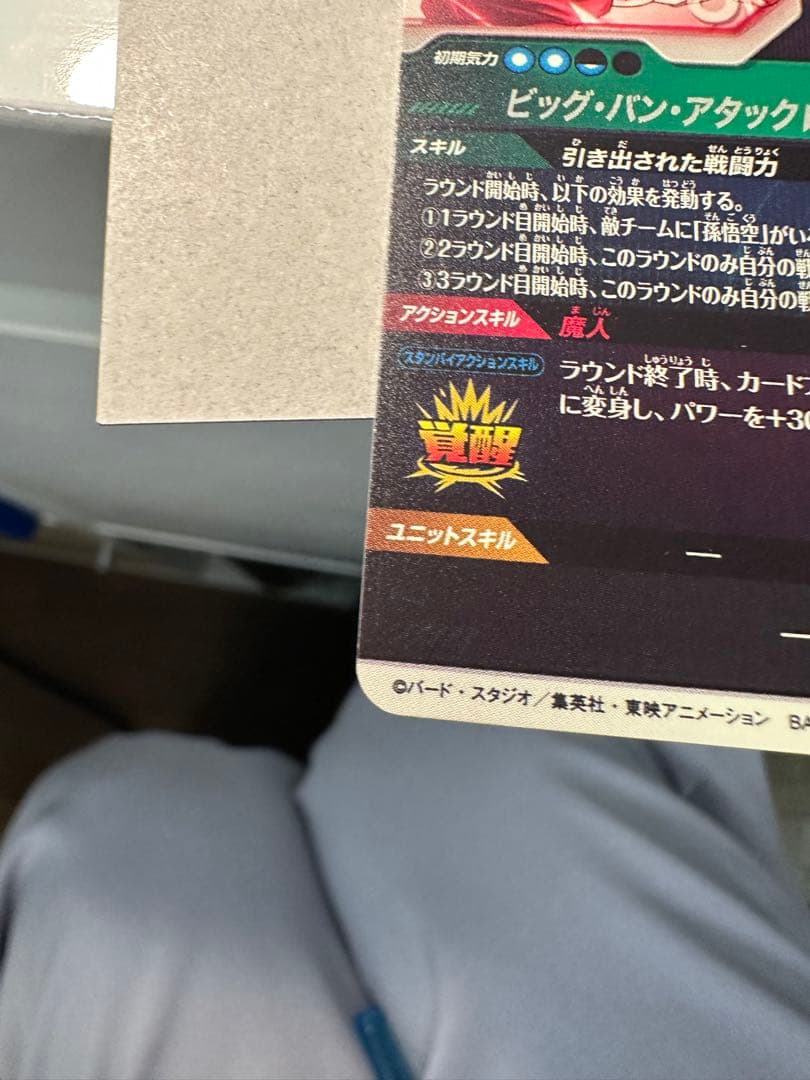 初期気力
ビッグ・バン・アタック
スキル
引き出された戦闘力
ラウンド開始時、以下の効果を発動する。
①1ラウンド目開始時、敵チームに「孫悟空」がい
②2ラウンド目開始時、このラウンドのみ自分の戦
③3ラウンド目開始時、このラウンドのみ自分の戦
アクションスキル
魔人
スタンバイアクションスキル
ラウンド終了時、カード
に変身し、パワーを+30
覚醒
ユニットスキル
ー
©バード・スタジオ／集英社・東映アニメーション BA